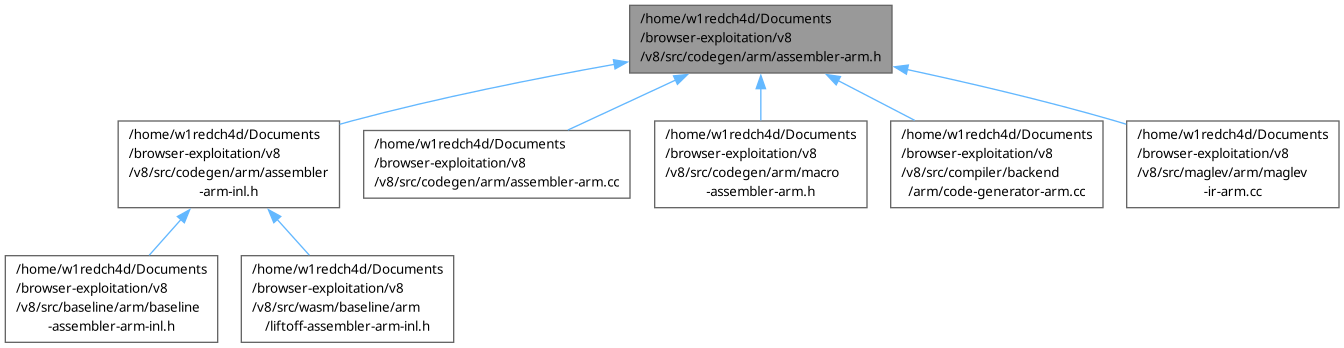 /home/w1redch4d/Documents
/browser-exploitation/v8
/v8/src/codegen/arm/assembler-arm.h
/home/w1redch4d/Documents
/browser-exploitation/v8
/v8/src/codegen/arm/assembler
-arm-inl.h
/home/w1redch4d/Documents
/browser-exploitation/v8
/v8/src/codegen/arm/assembler-arm.cc
/home/w1redch4d/Documents
/browser-exploitation/v8
/v8/src/codegen/arm/macro
-assembler-arm.h
/home/w1redch4d/Documents
/browser-exploitation/v8
/v8/src/compiler/backend
/arm/code-generator-arm.cc
/home/w1redch4d/Documents
/browser-exploitation/v8
/v8/src/maglev/arm/maglev
-ir-arm.cc
/home/w1redch4d/Documents
/browser-exploitation/v8
/v8/src/baseline/arm/baseline
-assembler-arm-inl.h
/home/w1redch4d/Documents
/browser-exploitation/v8
/v8/src/wasm/baseline/arm
/liftoff-assembler-arm-inl.h